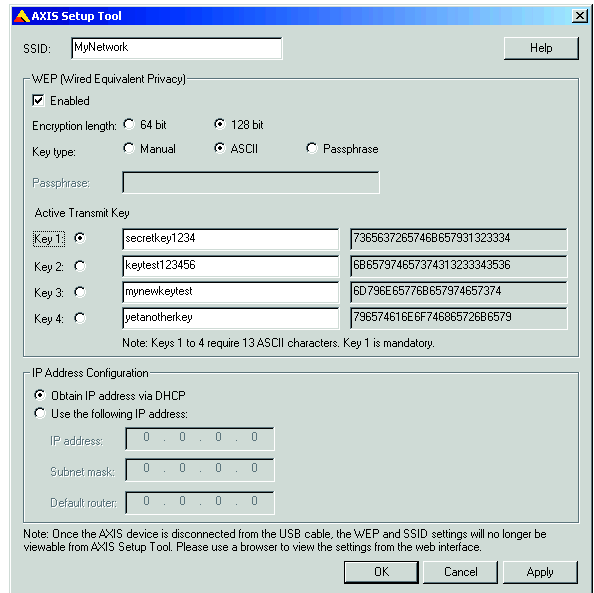 AXIS Setup Tool
SSID: MyNetwork Help
WEP (Wired Equivalent Privacy)
Enabled
Encryption length: 64 bit 128 bit
Key type: Manual ASCII Passphrase
Passphrase:
Active Transmit Key
Key 1: secretkey1234 7365637265746B657931323334
Key 2: keytest123456 6B657974657374313233343536
Key 3: mynewkeytest 6D796E65776B657974657374
Key 4: yetanotherkey 796574616E6F746865726B6579
Note: Keys 1 to 4 require 13 ASCII characters. Key 1 is mandatory.
IP Address Configuration
Obtain IP address via DHCP
Use the following IP address:
IP address: 0 . 0 . 0 . 0
Subnet mask: 0 . 0 . 0 . 0
Default router: 0 . 0 . 0 . 0
Note: Once the AXIS device is disconnected from the USB cable, the WEP and SSID settings will no longer be
viewable from AXIS Setup Tool. Please use a browser to view the settings from the web interface.
OK Cancel Apply